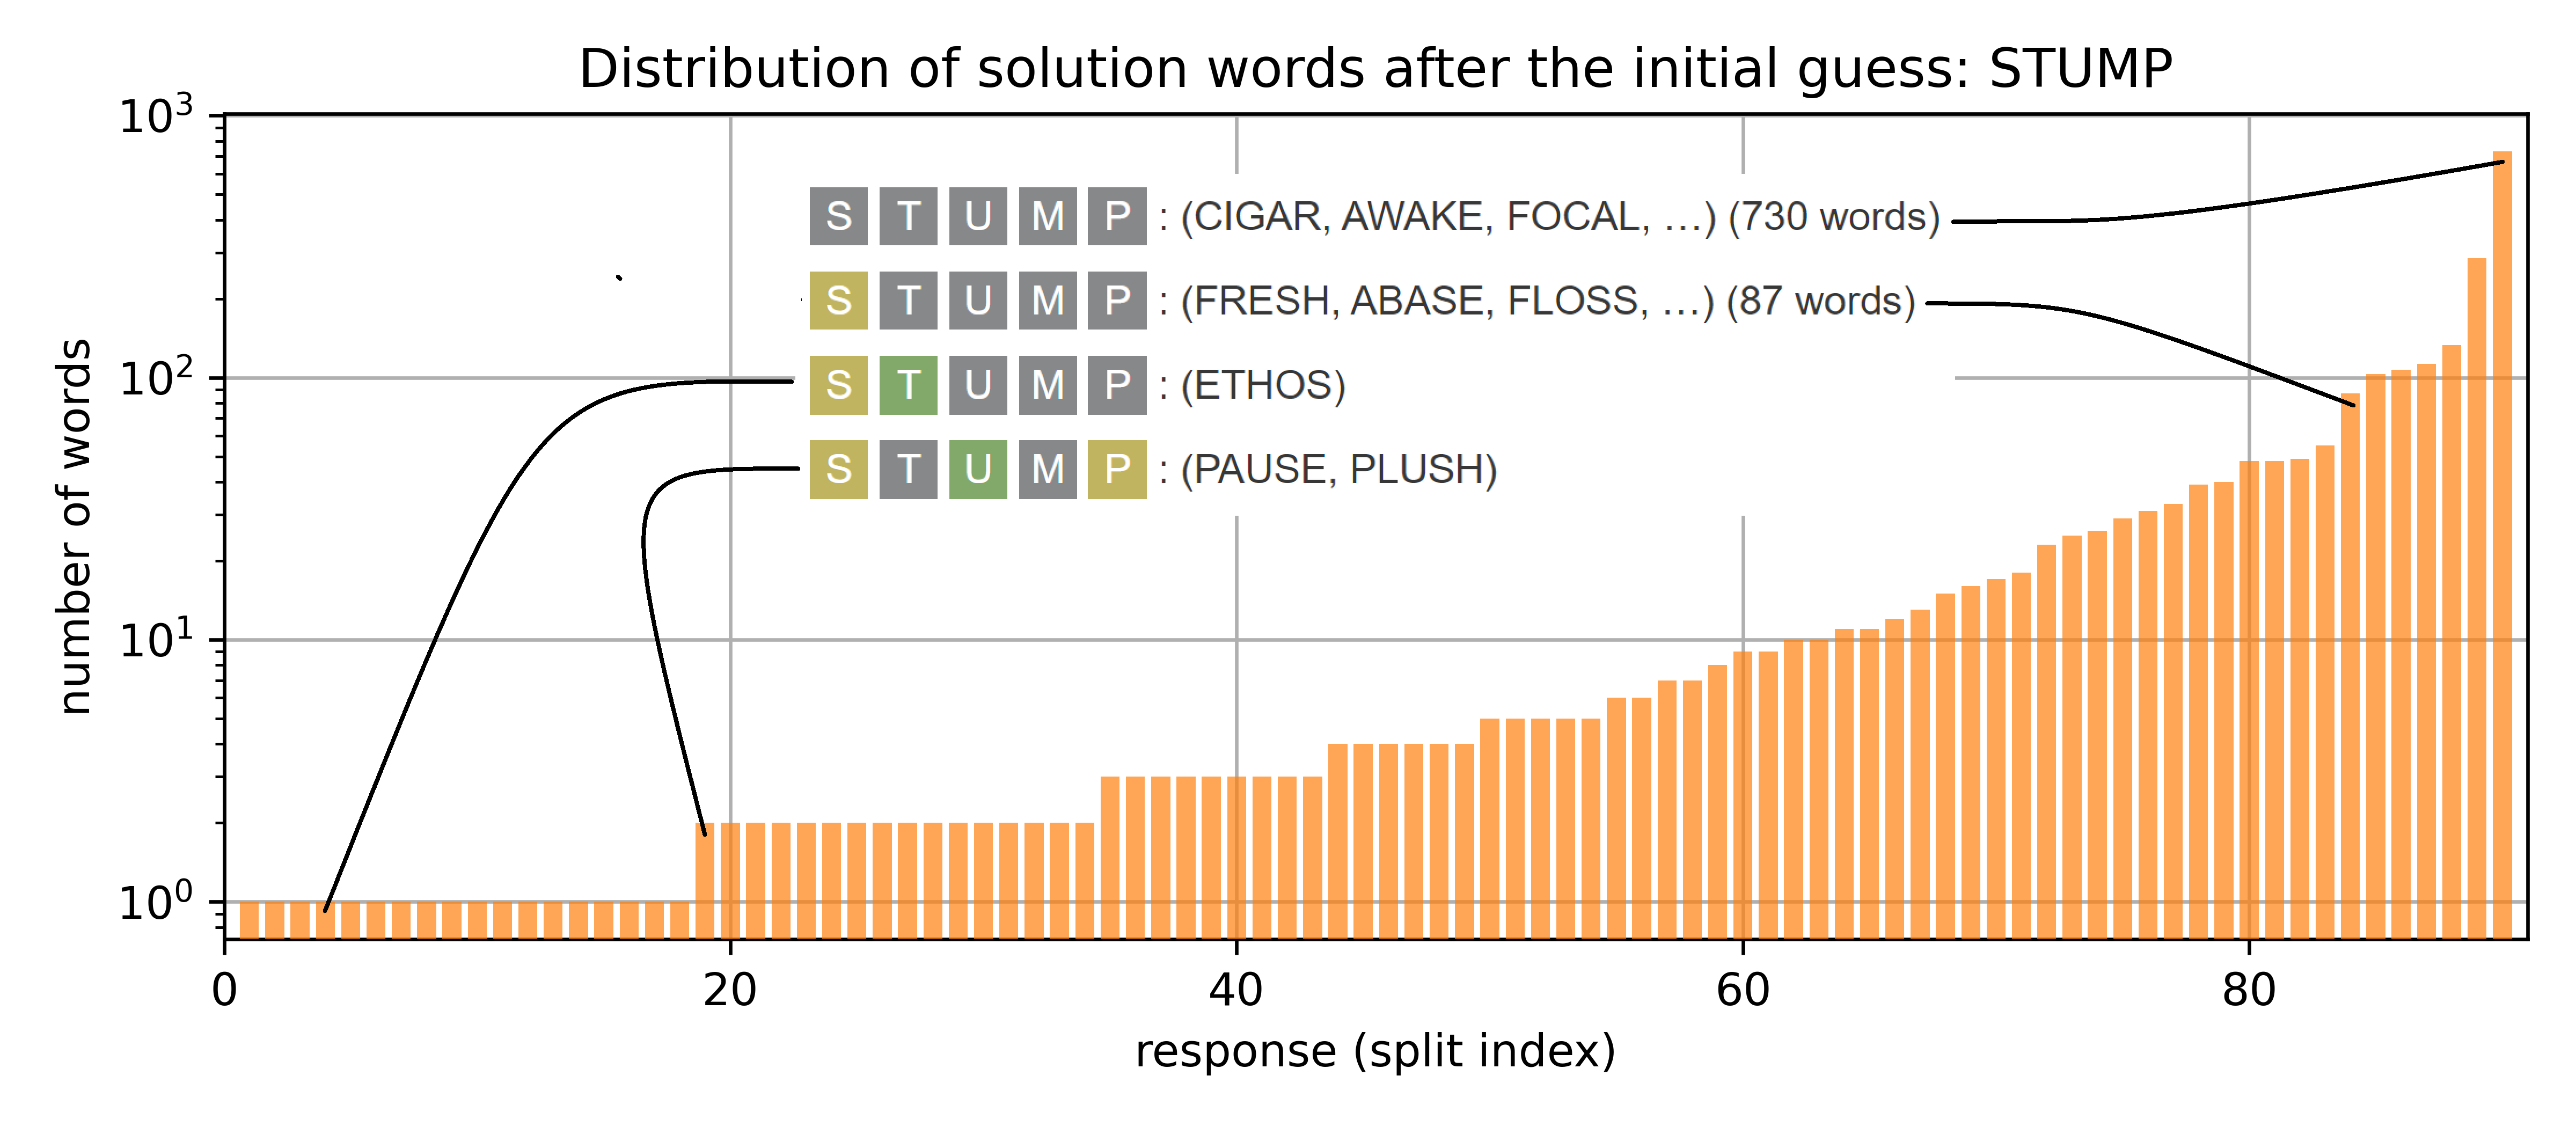 Distribution of solution words after the initial guess: STUMP
10³
10²
10¹
10⁰
number of words
S T U M P : (CIGAR, AWAKE, FOCAL, …) (730 words)
S T U M P : (FRESH, ABASE, FLOSS, …) (87 words)
S T U M P : (ETHOS)
S T U M P : (PAUSE, PLUSH)
0 20 40 60 80
response (split index)